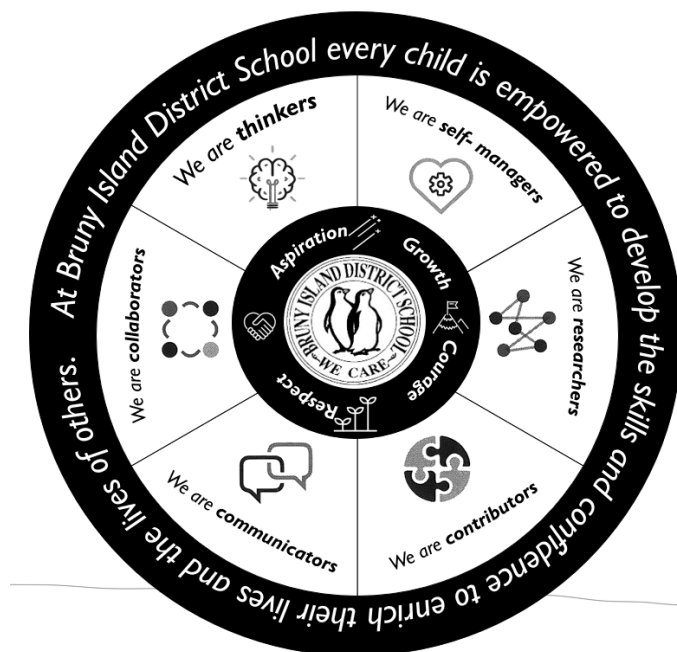 At Bruny Island District School every child is empowered to develop the skills and confidence to enrich their lives and the lives of others.
We are thinkers
We are self- managers
We are researchers
We are contributors
We are communicators
We are collaborators
Aspiration
Growth
Courage
Respect
BRUNY ISLAND DISTRICT SCHOOL
WE CARE